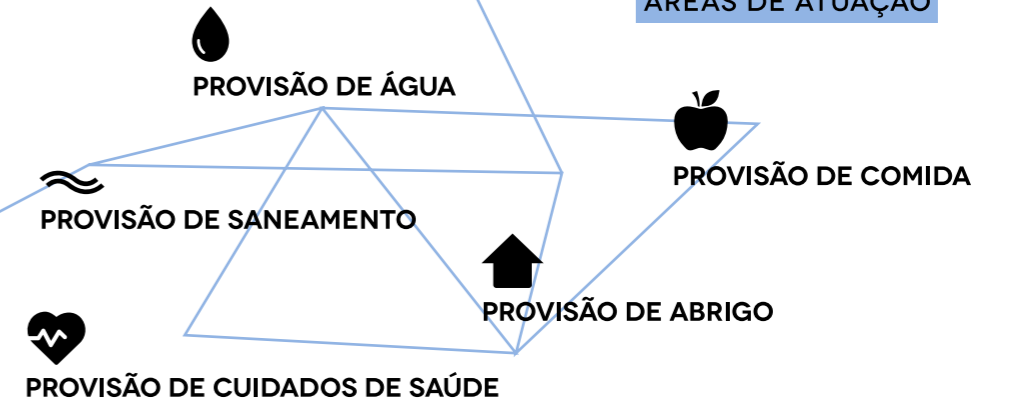 ÁREAS DE ATUAÇÃO
PROVISÃO DE ÁGUA
PROVISÃO DE COMIDA
PROVISÃO DE SANEAMENTO
PROVISÃO DE ABRIGO
PROVISÃO DE CUIDADOS DE SAÚDE